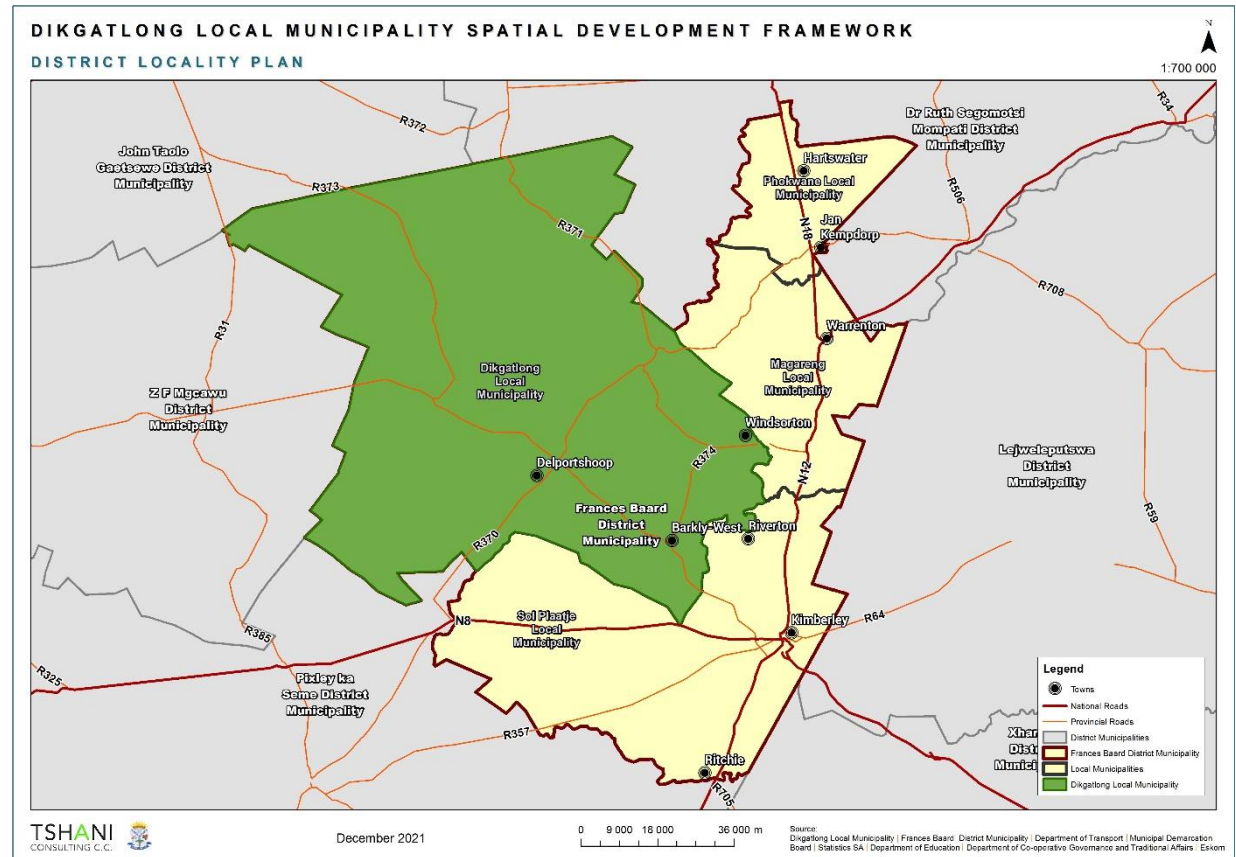 DIKGATLONG LOCAL MUNICIPALITY SPATIAL DEVELOPMENT FRAMEWORK
DISTRICT LOCALITY PLAN
N
1:700 000
R372
R34
Dr Ruth Segomotsi
Mompati District
Municipality
John Taolo
Gaetsewe District
Municipality
Hartswater
Phokwane Local
Municipality
R373
R506
R371
N18
Jan
Kempdorp
R708
R31
Warrenton
Dikgatlong
Local
Municipality
Magareng
Local
Municipality
Z F Mgcawu
District
Municipality
Windsorton
R374
Lejweleputswa
District
Municipality
Delportshoop
N12
R59
Frances Baard
District
Municipality
Barkly-West
Riverton
R370
Sol Plaatje
Local
Municipality
N8
Kimberley
R64
R385
R325
Pixley ka
Seme District
Municipality
R357
Ritchie
R705
Xhar
Dist
Munici
Legend
Towns
National Roads
Provincial Roads
District Municipalities
Frances Baard District Municipality
Local Municipalities
Dikgatlong Local Municipality
TSHANI
CONSULTING C.C.
December 2021
0 9 000 18 000 36 000 m
Source:
Dikgatlong Local Municipality | Frances Baard District Municipality | Department of Transport | Municipal Demarcation
Board | Statistics SA | Department of Education | Department of Co-operative Governance and Traditional Affairs | Eskom